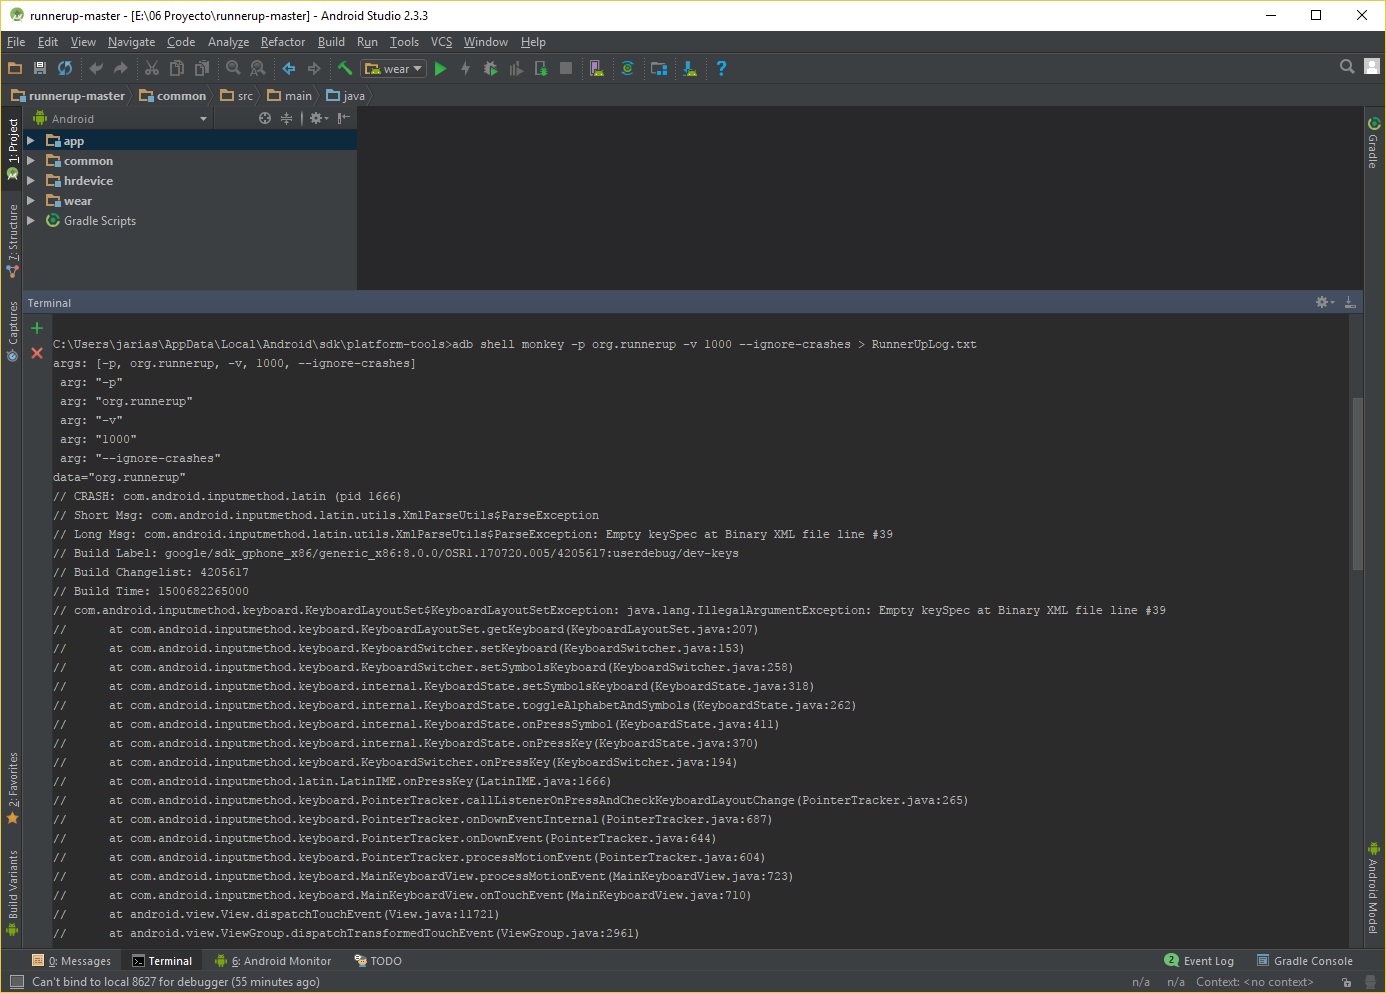 runnerup-master - [E:\06 Proyecto\runnerup-master] - Android Studio 2.3.3
File Edit View Navigate Code Analyze Refactor Build Run Tools VCS Window Help
wear
runnerup-master common src main java
Android
app
common
hrdevice
wear
Gradle Scripts
1: Project
7: Structure
Captures
2: Favorites
Build Variants
Gradle
Android Model
Terminal
C:\Users\jarias\AppData\Local\Android\sdk\platform-tools>adb shell monkey -p org.runnerup -v 1000 --ignore-crashes > RunnerUpLog.txt
args: [-p, org.runnerup, -v, 1000, --ignore-crashes]
arg: "-p"
arg: "org.runnerup"
arg: "-v"
arg: "1000"
arg: "--ignore-crashes"
data="org.runnerup"
// CRASH: com.android.inputmethod.latin (pid 1666)
// Short Msg: com.android.inputmethod.latin.utils.XmlParseUtils$ParseException
// Long Msg: com.android.inputmethod.latin.utils.XmlParseUtils$ParseException: Empty keySpec at Binary XML file line #39
// Build Label: google/sdk_gphone_x86/generic_x86:8.0.0/OSR1.170720.005/4205617:userdebug/dev-keys
// Build Changelist: 4205617
// Build Time: 1500682265000
// com.android.inputmethod.keyboard.KeyboardLayoutSet$KeyboardLayoutSetException: java.lang.IllegalArgumentException: Empty keySpec at Binary XML file line #39
// at com.android.inputmethod.keyboard.KeyboardLayoutSet.getKeyboard(KeyboardLayoutSet.java:207)
// at com.android.inputmethod.keyboard.KeyboardSwitcher.setKeyboard(KeyboardSwitcher.java:153)
// at com.android.inputmethod.keyboard.KeyboardSwitcher.setSymbolsKeyboard(KeyboardSwitcher.java:258)
// at com.android.inputmethod.keyboard.internal.KeyboardState.setSymbolsKeyboard(KeyboardState.java:318)
// at com.android.inputmethod.keyboard.internal.KeyboardState.toggleAlphabetAndSymbols(KeyboardState.java:262)
// at com.android.inputmethod.keyboard.internal.KeyboardState.onPressSymbol(KeyboardState.java:411)
// at com.android.inputmethod.keyboard.internal.KeyboardState.onPressKey(KeyboardState.java:370)
// at com.android.inputmethod.keyboard.KeyboardSwitcher.onPressKey(KeyboardSwitcher.java:194)
// at com.android.inputmethod.latin.LatinIME.onPressKey(LatinIME.java:1666)
// at com.android.inputmethod.keyboard.PointerTracker.callListenerOnPressAndCheckKeyboardLayoutChange(PointerTracker.java:265)
// at com.android.inputmethod.keyboard.PointerTracker.onDownEventInternal(PointerTracker.java:687)
// at com.android.inputmethod.keyboard.PointerTracker.onDownEvent(PointerTracker.java:644)
// at com.android.inputmethod.keyboard.PointerTracker.processMotionEvent(PointerTracker.java:604)
// at com.android.inputmethod.keyboard.MainKeyboardView.processMotionEvent(MainKeyboardView.java:723)
// at com.android.inputmethod.keyboard.MainKeyboardView.onTouchEvent(MainKeyboardView.java:710)
// at android.view.View.dispatchTouchEvent(View.java:11721)
// at android.view.ViewGroup.dispatchTransformedTouchEvent(ViewGroup.java:2961)
0: Messages Terminal 6: Android Monitor TODO 2 Event Log Gradle Console
Can't bind to local 8627 for debugger (55 minutes ago) n/a n/a Context: <no context>